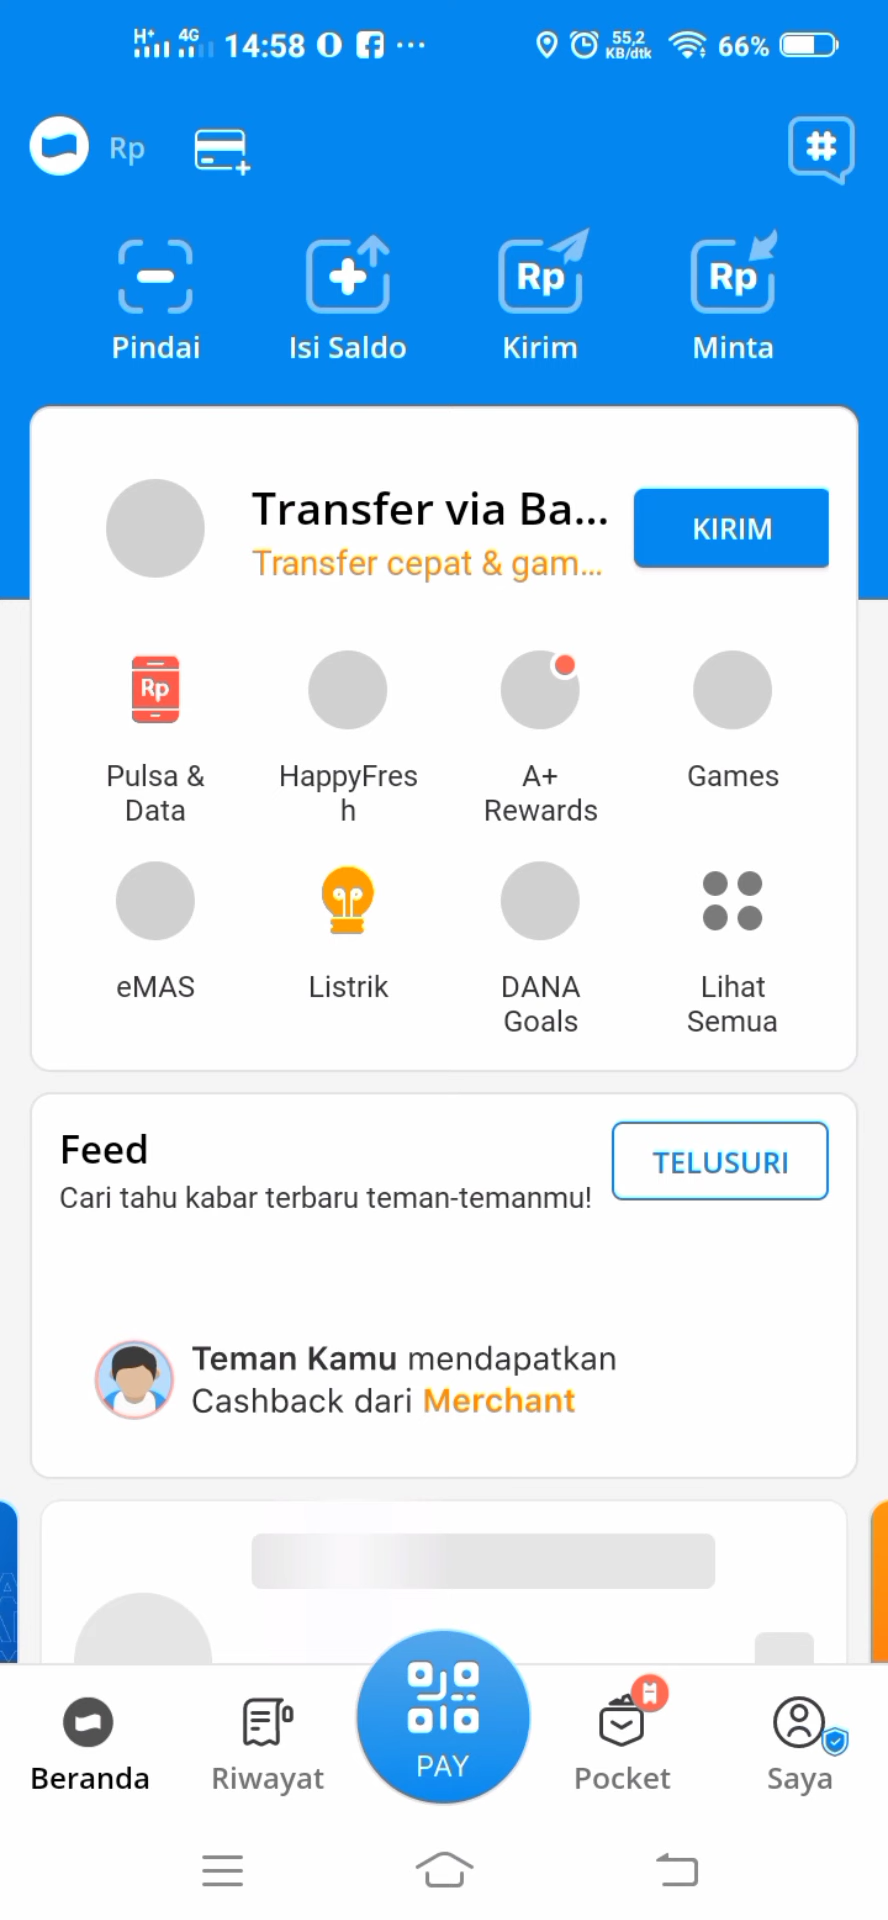 H+ 4G 14:58 ... 55,2 KB/dtk 66%
Rp
#
Rp Rp
Pindai Isi Saldo Kirim Minta
Transfer via Ba... KIRIM
Transfer cepat & gam...
Rp
Pulsa & HappyFres A+ Games
Data h Rewards
eMAS Listrik DANA Lihat
Goals Semua
Feed TELUSURI
Cari tahu kabar terbaru teman-temanmu!
Teman Kamu mendapatkan
Cashback dari Merchant
PAY
Beranda Riwayat Pocket Saya